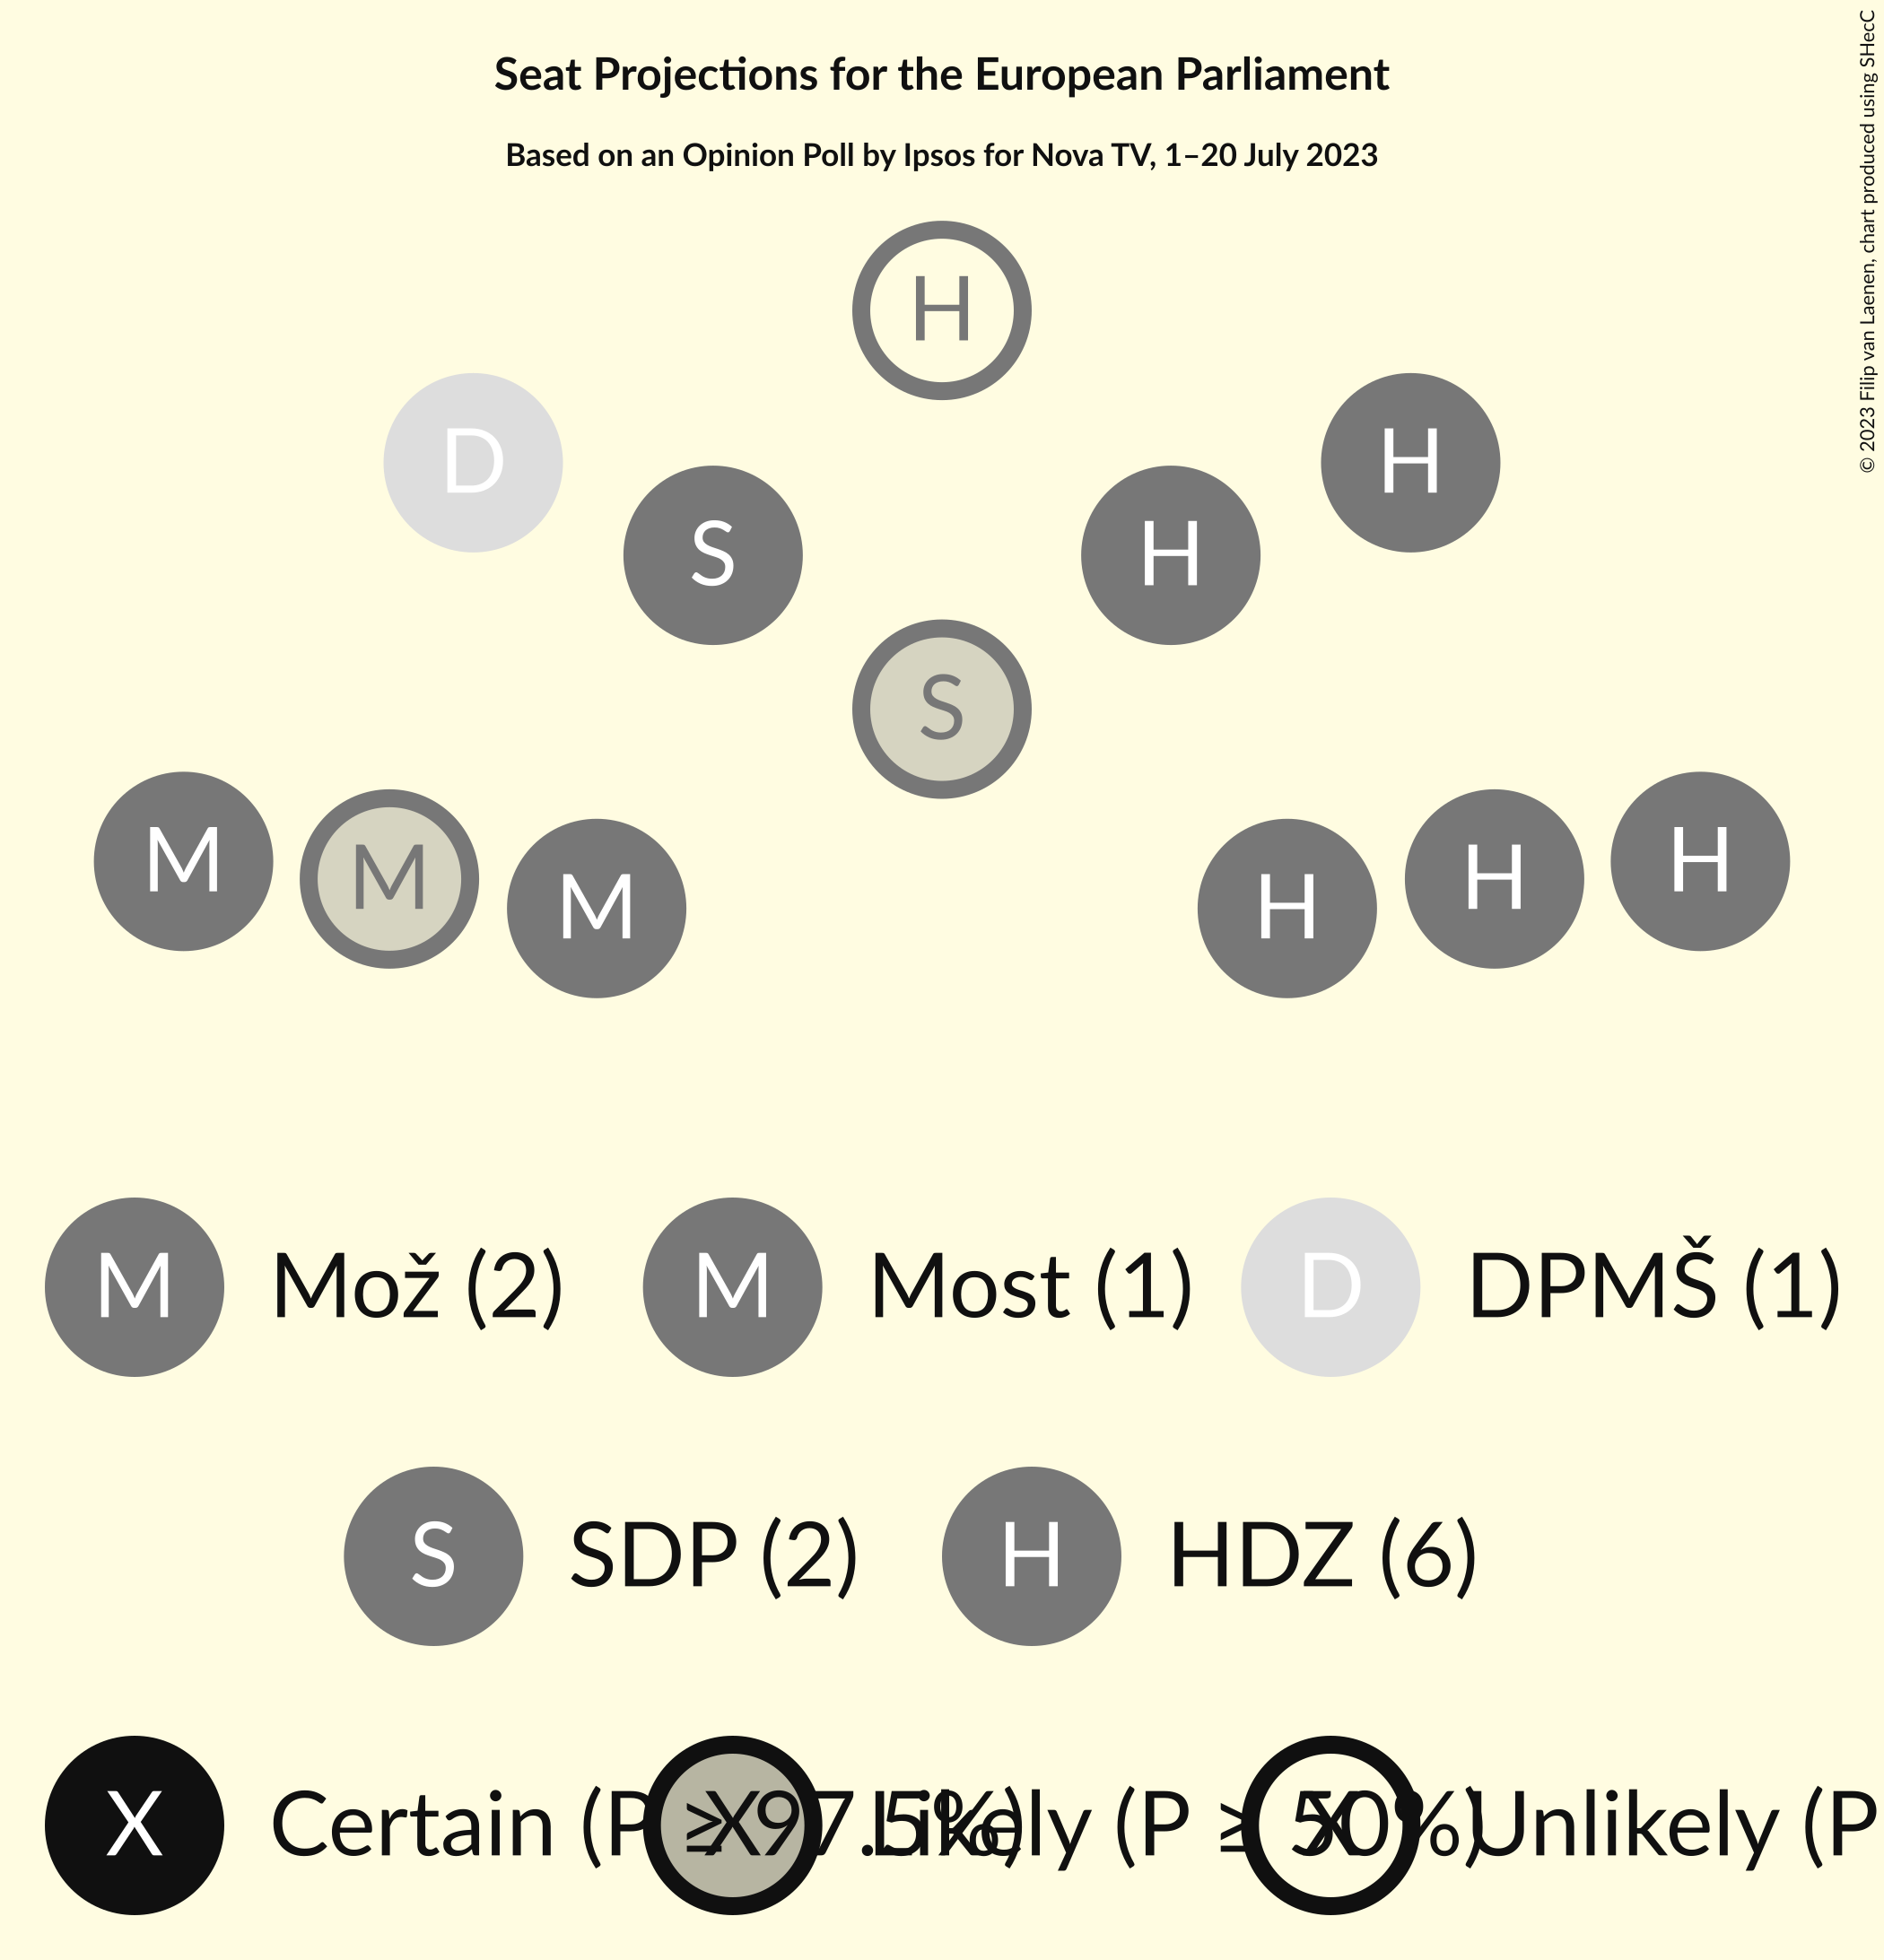 Seat Projections for the European Parliament
Based on an Opinion Poll by Ipsos for Nova TV, 1–20 July 2023
© 2023 Filip van Laenen, chart produced using SHecC
H
D
H
S
H
S
M
M
M
H
H
H
M Mož (2) M Most (1) D DPMŠ (1)
S SDP (2) H HDZ (6)
X Certain (P ≥ 97.5%) X Likely (P ≥ 50%) X Unlikely (P